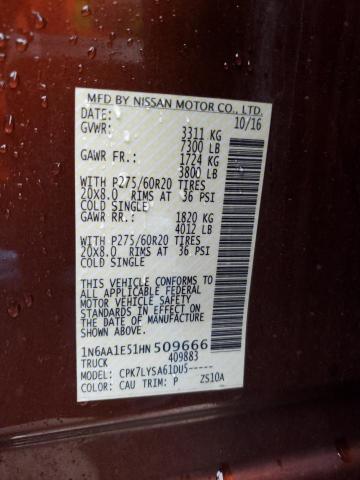 MFD BY NISSAN MOTOR CO., LTD.
DATE: 10/16
GVWR: 3311 KG
7300 LB
GAWR FR.: 1724 KG
3800 LB
WITH P275/60R20 TIRES
20X8.0 RIMS AT 36 PSI
COLD SINGLE
GAWR RR.: 1820 KG
4012 LB
WITH P275/60R20 TIRES
20X8.0 RIMS AT 36 PSI
COLD SINGLE
THIS VEHICLE CONFORMS TO
ALL APPLICABLE FEDERAL
MOTOR VEHICLE SAFETY
STANDARDS IN EFFECT ON
THE DATE OF MANUFACTURE
SHOWN ABOVE.
1N6AA1E51HN509666
TRUCK 409883
MODEL: CPK7LYSA61DU5-----
COLOR: CAU TRIM: P ZS10A